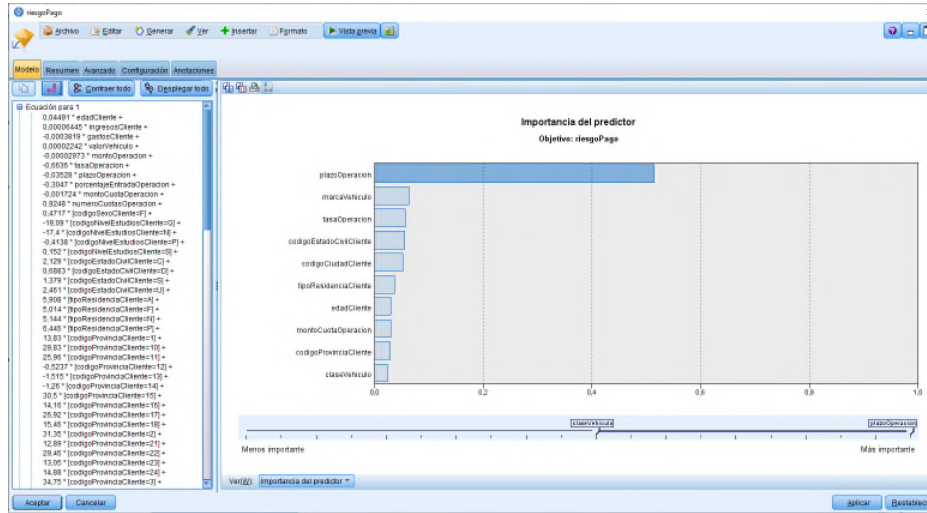 riesgoPago
Archivo Editar Generar Ver Insertar Formato Vista previa
Modelo Resumen Avanzado Configuración Anotaciones
Contraer todo Desplegar todo
Ecuación para 1
0,04491 * edadCliente +
0,00006445 * ingresosCliente +
-0,0003819 * gastosCliente +
0,00002242 * valorVehiculo +
-0,00002973 * montoOperacion +
-0,6636 * tasaOperacion +
-0,03528 * plazoOperacion +
-0,3047 * porcentajeEntradaOperacion +
-0,001724 * montoCuotaOperacion +
0,9248 * numeroCuotasOperacion +
0,4717 * [codigoSexoCliente=F] +
-19,09 * [codigoNivelEstudiosCliente=G] +
-17,4 * [codigoNivelEstudiosCliente=N] +
-0,4138 * [codigoNivelEstudiosCliente=P] +
0,152 * [codigoNivelEstudiosCliente=S] +
2,129 * [codigoEstadoCivilCliente=C] +
0,6883 * [codigoEstadoCivilCliente=D] +
1,379 * [codigoEstadoCivilCliente=S] +
2,461 * [codigoEstadoCivilCliente=U] +
5,908 * [tipoResidenciaCliente=A] +
5,014 * [tipoResidenciaCliente=F] +
5,144 * [tipoResidenciaCliente=N] +
6,445 * [tipoResidenciaCliente=P] +
13,83 * [codigoProvinciaCliente=1] +
29,83 * [codigoProvinciaCliente=10] +
25,96 * [codigoProvinciaCliente=11] +
-0,5237 * [codigoProvinciaCliente=12] +
-1,515 * [codigoProvinciaCliente=13] +
-1,26 * [codigoProvinciaCliente=14] +
30,5 * [codigoProvinciaCliente=15] +
14,16 * [codigoProvinciaCliente=16] +
26,92 * [codigoProvinciaCliente=17] +
15,45 * [codigoProvinciaCliente=18] +
31,35 * [codigoProvinciaCliente=2] +
12,89 * [codigoProvinciaCliente=21] +
29,45 * [codigoProvinciaCliente=22] +
13,05 * [codigoProvinciaCliente=23] +
14,88 * [codigoProvinciaCliente=24] +
34,75 * [codigoProvinciaCliente=3] +
Importancia del predictor
Objetivo: riesgoPago
plazoOperacion
marcaVehiculo
tasaOperacion
codigoEstadoCivilCliente
codigoCiudadCliente
tipoResidenciaCliente
edadCliente
montoCuotaOperacion
codigoProvinciaCliente
claseVehiculo
0,0 0,2 0,4 0,6 0,8 1,0
claseVehiculo plazoOperacion
Menos importante Más importante
Ver(W): Importancia del predictor
Aceptar Cancelar Aplicar Restablec